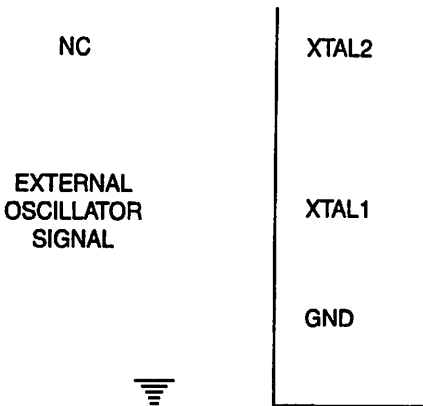 NC
XTAL2
EXTERNAL
OSCILLATOR
SIGNAL
XTAL1
GND